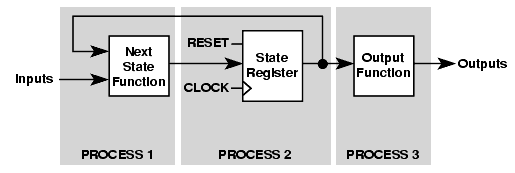 Inputs
Next
State
Function
RESET
CLOCK
State
Register
Output
Function
Outputs
PROCESS 1
PROCESS 2
PROCESS 3